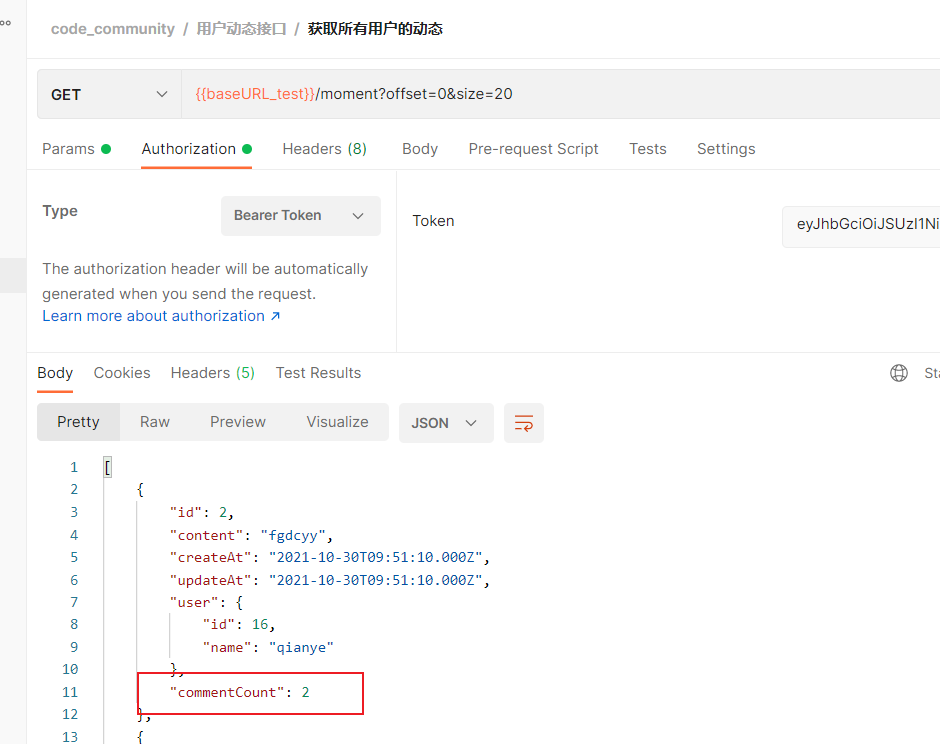 code_community / 用户动态接口 / 获取所有用户的动态
GET {{baseURL_test}}/moment?offset=0&size=20
Params Authorization Headers (8) Body Pre-request Script Tests Settings
Type Bearer Token
Token eyJhbGciOiJSUzI1Ni
The authorization header will be automatically
generated when you send the request.
Learn more about authorization ↗
Body Cookies Headers (5) Test Results Sta
Pretty Raw Preview Visualize JSON
1 [
2 {
3 "id": 2,
4 "content": "fgdcyy",
5 "createAt": "2021-10-30T09:51:10.000Z",
6 "updateAt": "2021-10-30T09:51:10.000Z",
7 "user": {
8 "id": 16,
9 "name": "qianye"
10 },
11 "commentCount": 2
12 },
13 {